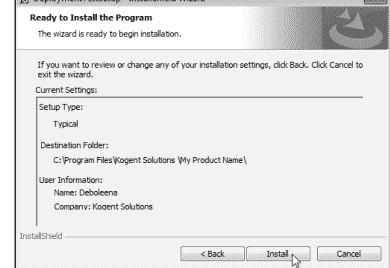 Ready to Install the Program
The wizard is ready to begin installation.
If you want to review or change any of your installation settings, click Back. Click Cancel to
exit the wizard.
Current Settings:
Setup Type:
Typical
Destination Folder:
C:\Program Files\Kogent Solutions \My Product Name\
User Information:
Name: Deboleena
Company: Kogent Solutions
InstallShield
< Back Install Cancel